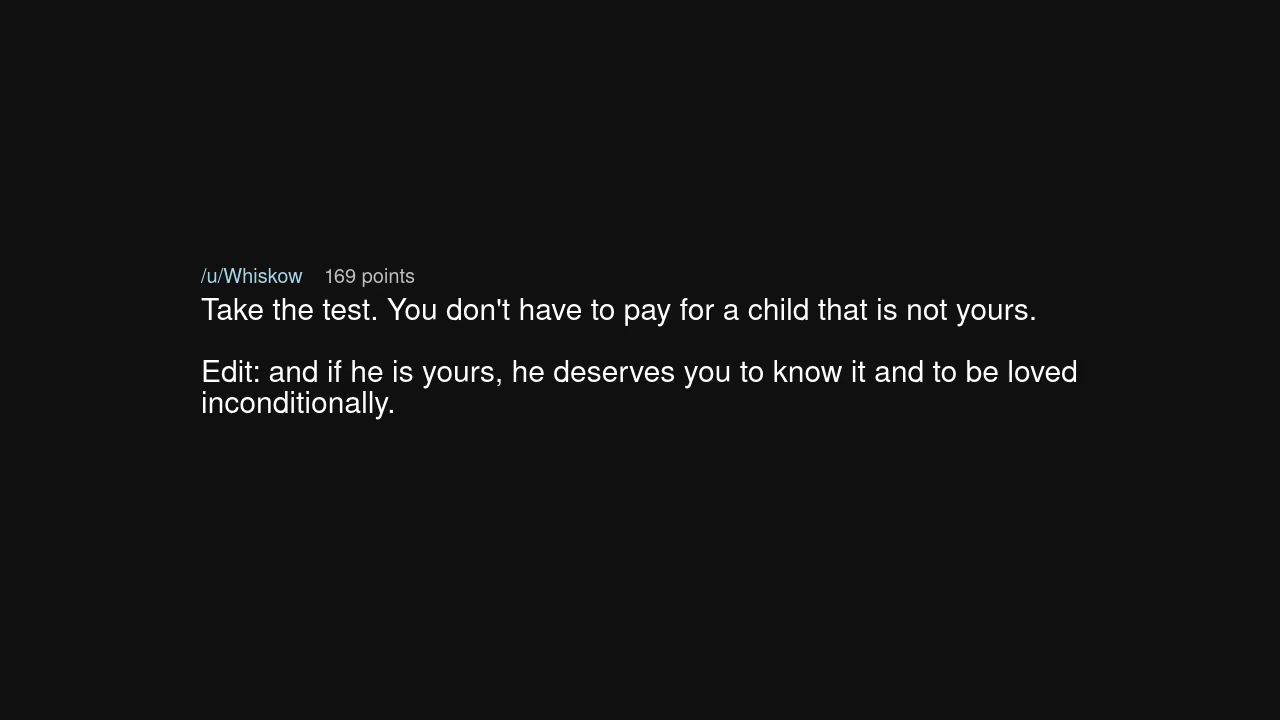 /u/Whiskow 169 points
Take the test. You don't have to pay for a child that is not yours.
Edit: and if he is yours, he deserves you to know it and to be loved
inconditionally.